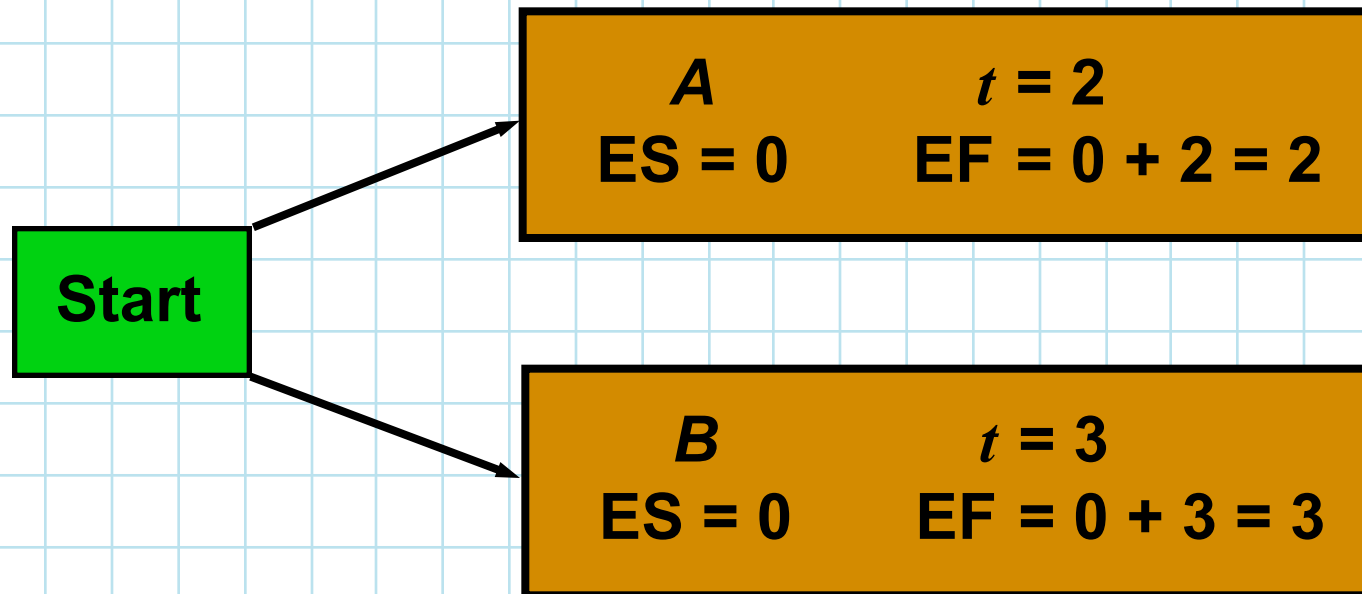 A t = 2
ES = 0 EF = 0 + 2 = 2
Start
B t = 3
ES = 0 EF = 0 + 3 = 3